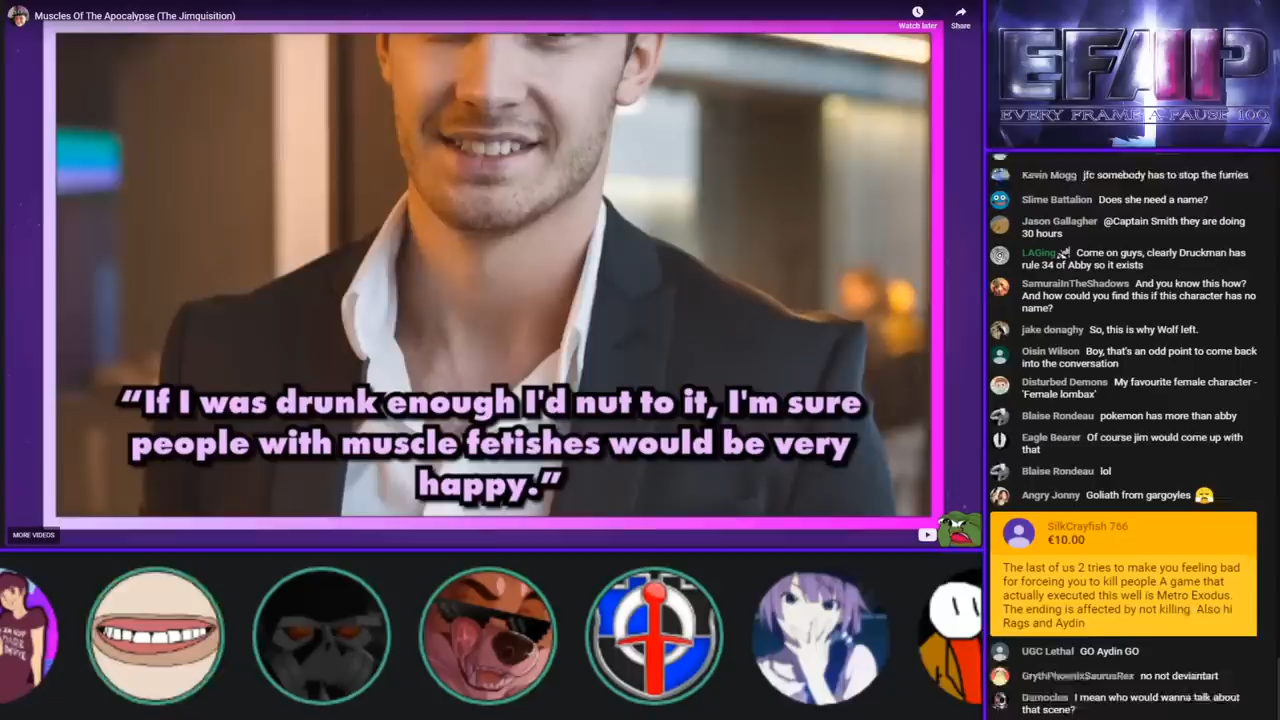 Muscles Of The Apocalypse (The Jimquisition)
Watch later
Share
"If I was drunk enough I'd nut to it, I'm sure
people with muscle fetishes would be very
happy."
MORE VIDEOS
EFAP
EVERY FRAME A PAUSE 100
Kevin Mogg jfc somebody has to stop the furries
Slime Battalion Does she need a name?
Jason Gallagher @Captain Smith they are doing
30 hours
LAGing Come on guys, clearly Druckman has
rule 34 of Abby so it exists
SamuraiInTheShadows And you know this how?
And how could you find this if this character has no
name?
jake donaghy So, this is why Wolf left.
Oisin Wilson Boy, that's an odd point to come back
into the conversation
Disturbed Demons My favourite female character -
'Female lombax'
Blaise Rondeau pokemon has more than abby
Eagle Bearer Of course jim would come up with
that
Blaise Rondeau lol
Angry Jonny Goliath from gargoyles
SilkCrayfish 766
€10.00
The last of us 2 tries to make you feeling bad
for forceing you to kill people A game that
actually executed this well is Metro Exodus.
The ending is affected by not killing Also hi
Rags and Aydin
UGC Lethal GO Aydin GO
GrythPhoenixSaurusRex no not deviantart
Damocles I mean who would wanna talk about
that scene?